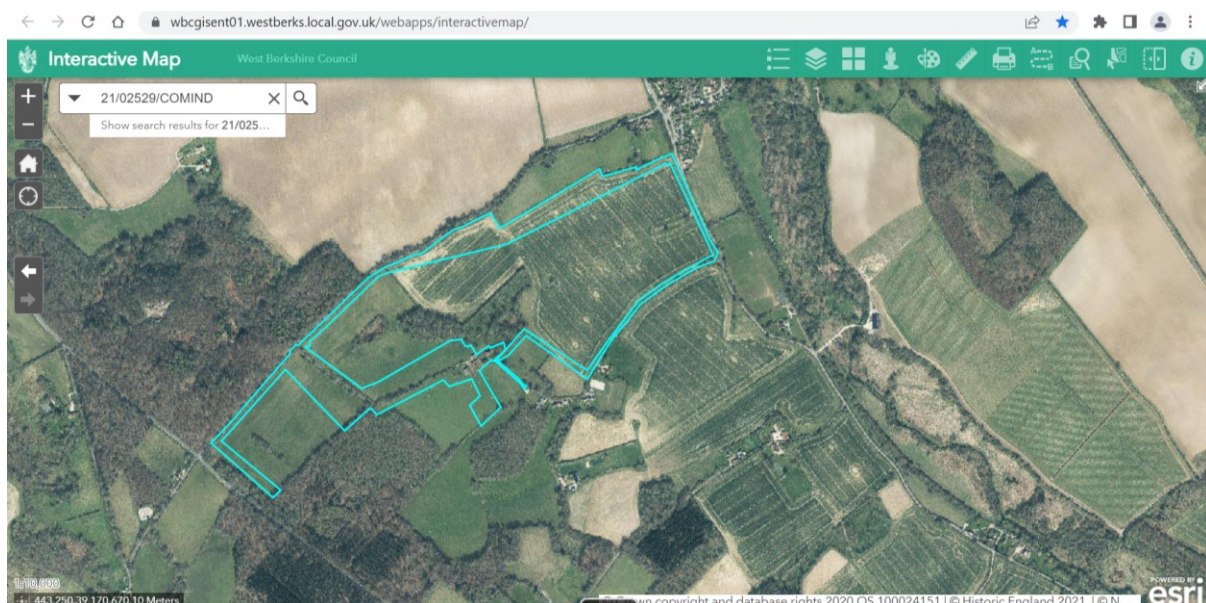 wbcgisent01.westberks.local.gov.uk/webapps/interactivemap/
Interactive Map West Berkshire Council
21/02529/COMIND
Show search results for 21/025...
1:10,000
443,250.39 170,670.10 Meters
© Crown copyright and database rights 2020 OS 100024151 | © Historic England 2021 | © N
POWERED BY
esri